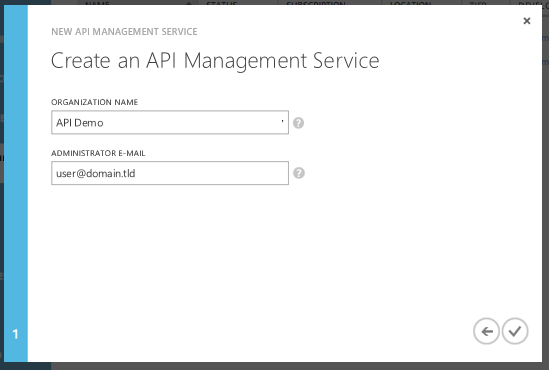 NAME STATUS SUBSCRIPTION LOCATION TIER
×
NEW API MANAGEMENT SERVICE
Create an API Management Service
ORGANIZATION NAME
API Demo
?
ADMINISTRATOR E-MAIL
user@domain.tld
?
1